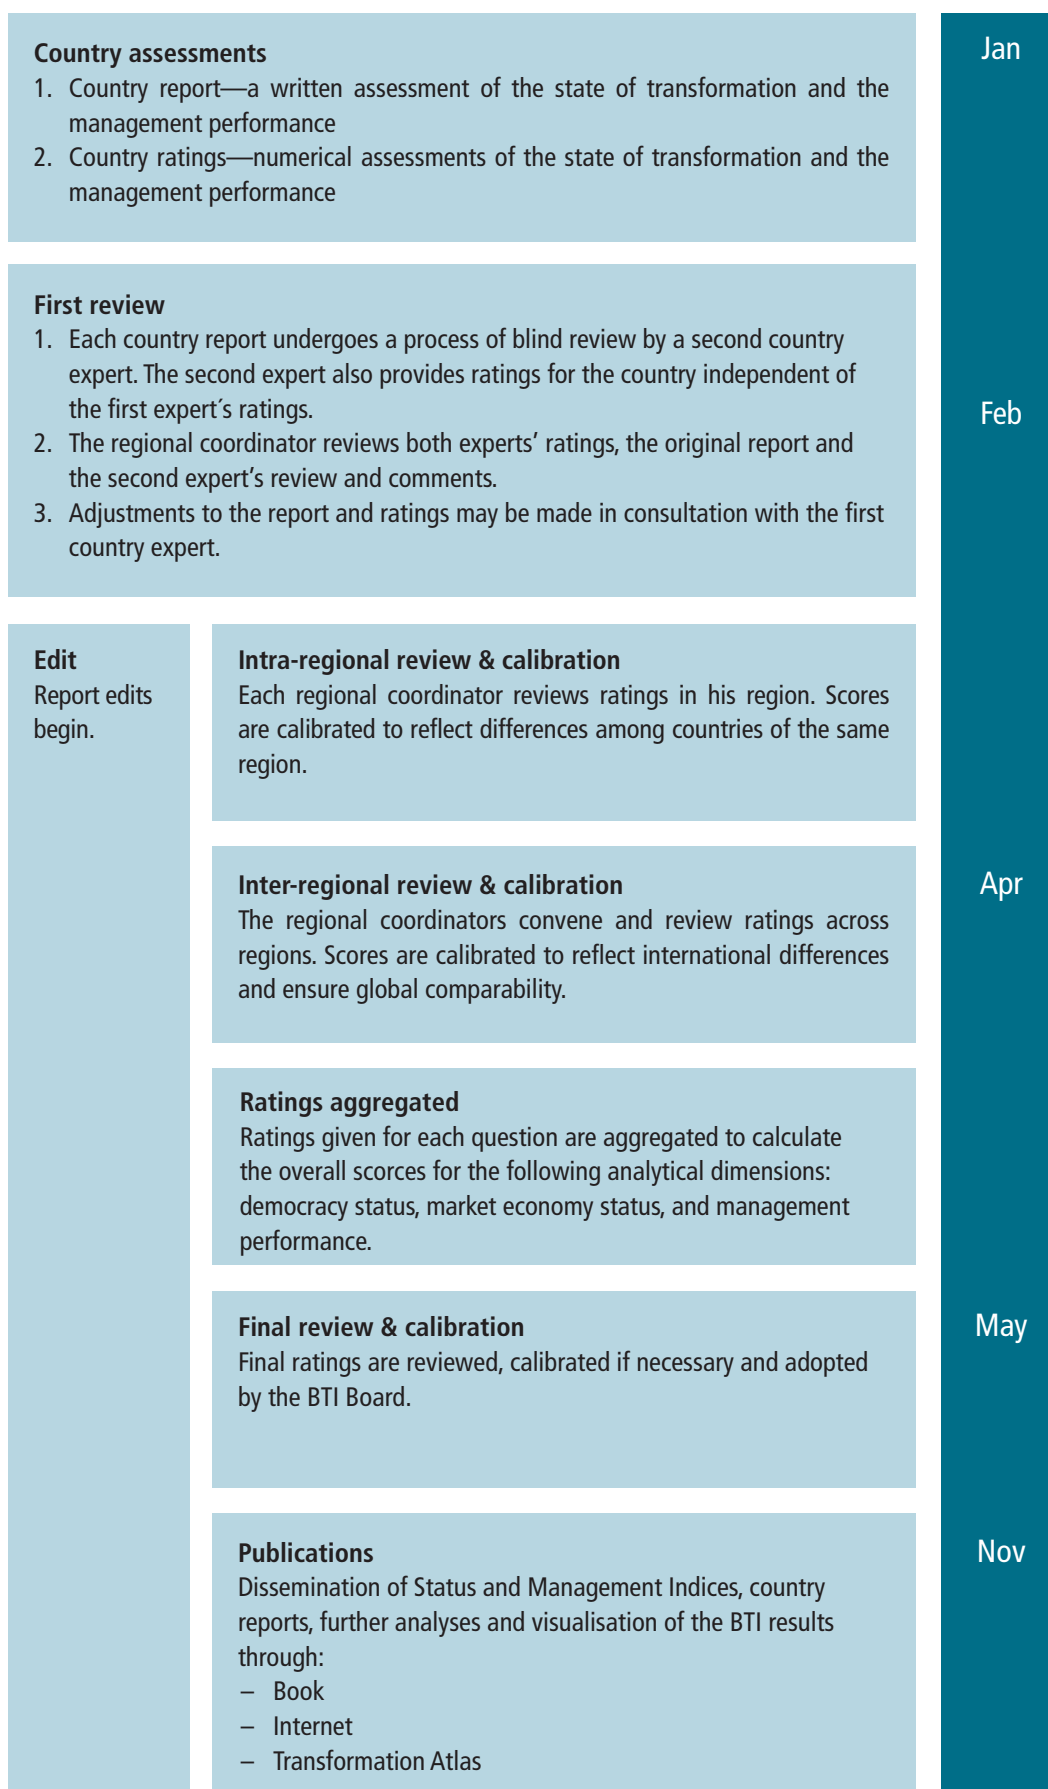 Country assessments
1. Country report—a written assessment of the state of transformation and the
management performance
2. Country ratings—numerical assessments of the state of transformation and the
management performance
Jan
First review
1. Each country report undergoes a process of blind review by a second country
expert. The second expert also provides ratings for the country independent of
the first expert´s ratings.
2. The regional coordinator reviews both experts’ ratings, the original report and
the second expert’s review and comments.
3. Adjustments to the report and ratings may be made in consultation with the first
country expert.
Feb
Edit
Report edits
begin.
Intra-regional review & calibration
Each regional coordinator reviews ratings in his region. Scores
are calibrated to reflect differences among countries of the same
region.
Inter-regional review & calibration
The regional coordinators convene and review ratings across
regions. Scores are calibrated to reflect international differences
and ensure global comparability.
Apr
Ratings aggregated
Ratings given for each question are aggregated to calculate
the overall scorces for the following analytical dimensions:
democracy status, market economy status, and management
performance.
Final review & calibration
Final ratings are reviewed, calibrated if necessary and adopted
by the BTI Board.
May
Publications
Dissemination of Status and Management Indices, country
reports, further analyses and visualisation of the BTI results
through:
– Book
– Internet
– Transformation Atlas
Nov